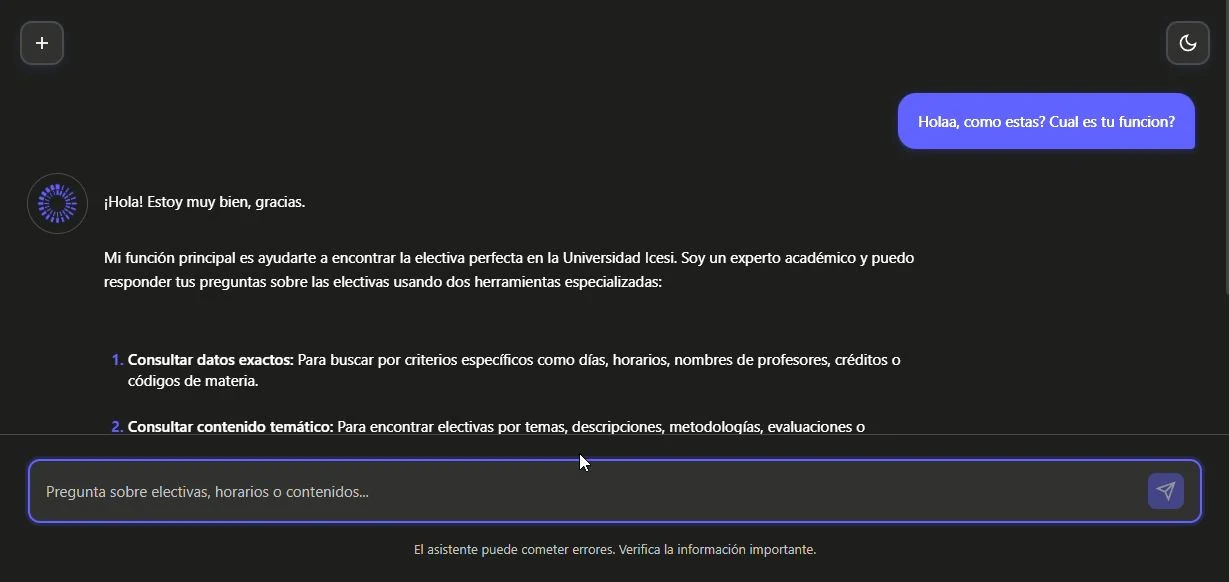 Holaa, como estas? Cual es tu funcion?
¡Hola! Estoy muy bien, gracias.
Mi función principal es ayudarte a encontrar la electiva perfecta en la Universidad Icesi. Soy un experto académico y puedo
responder tus preguntas sobre las electivas usando dos herramientas especializadas:
1. Consultar datos exactos: Para buscar por criterios específicos como días, horarios, nombres de profesores, créditos o
códigos de materia.
2. Consultar contenido temático: Para encontrar electivas por temas, descripciones, metodologías, evaluaciones o
Pregunta sobre electivas, horarios o contenidos...
El asistente puede cometer errores. Verifica la información importante.